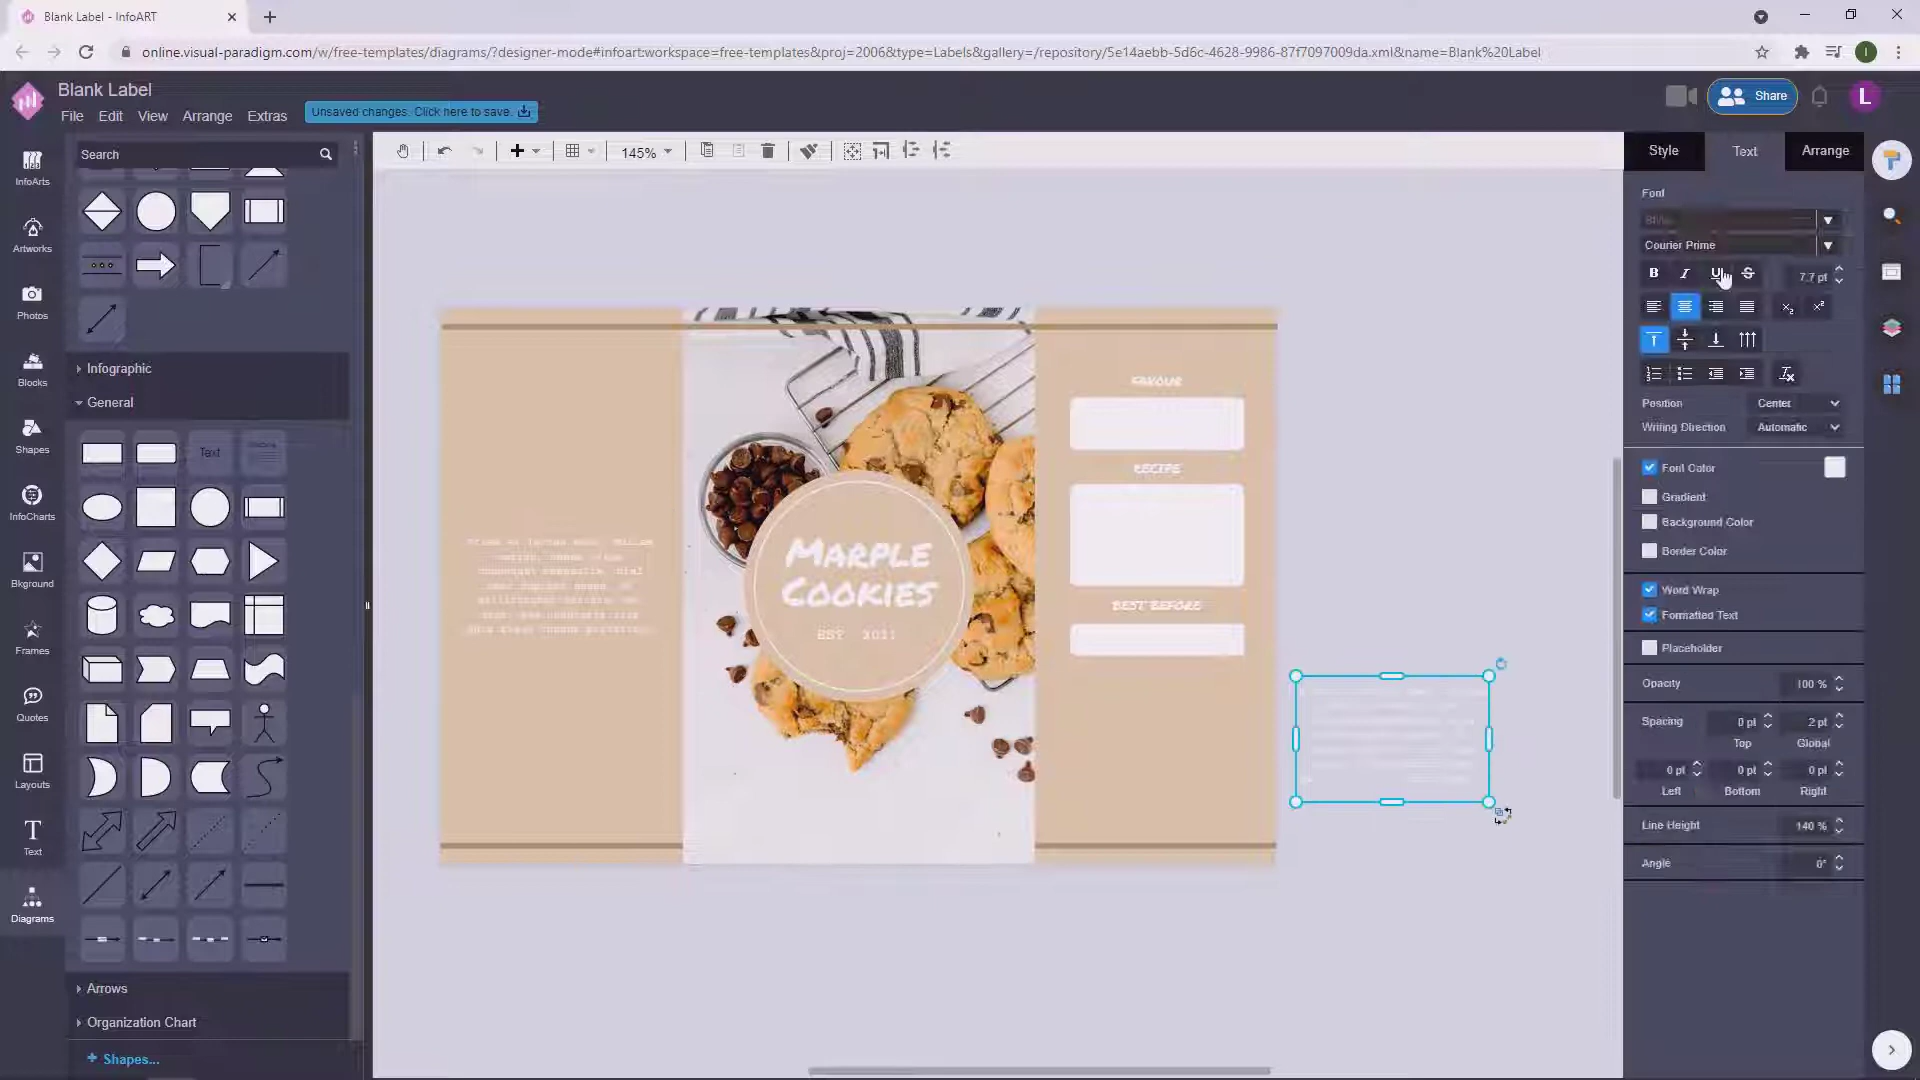 Blank Label - InfoART
online.visual-paradigm.com/w/free-templates/diagrams/?designer-mode#infoart:workspace=free-templates&proj=2006&type=Labels&gallery=/repository/5e14aebb-5d6c-4628-9986-87f7097009da.xml&name=Blank%20Label
I
Blank Label
File Edit View Arrange Extras
Unsaved changes. Click here to save.
Share
L
Search
145%
Style Text Arrange
InfoArts
Artworks
Photos
Blocks
Shapes
InfoCharts
Bkground
Frames
Quotes
Layouts
Text
Diagrams
Infographic
General
Text
Arrows
Organization Chart
+ Shapes...
MARPLE
COOKIES
EST 2021
FAVOUR
RECIPE
BEST BEFORE
Font
Courier Prime
B I U S 7.7 pt
Position Center
Writing Direction Automatic
Font Color
Gradient
Background Color
Border Color
Word Wrap
Formatted Text
Placeholder
Opacity 100 %
Spacing 0 pt 2 pt
Top Global
0 pt 0 pt 0 pt
Left Bottom Right
Line Height 140 %
Angle 0°